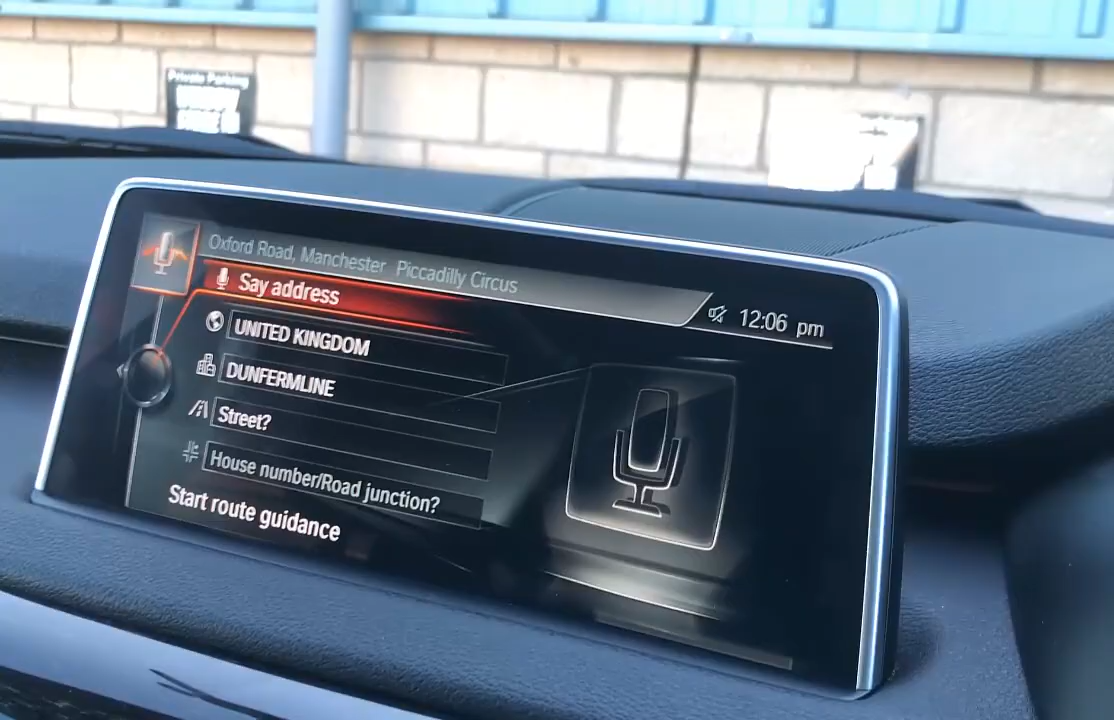 Private Parking
Oxford Road, Manchester Piccadilly Circus
12:06 pm
Say address
UNITED KINGDOM
DUNFERMLINE
Street?
House number/Road junction?
Start route guidance